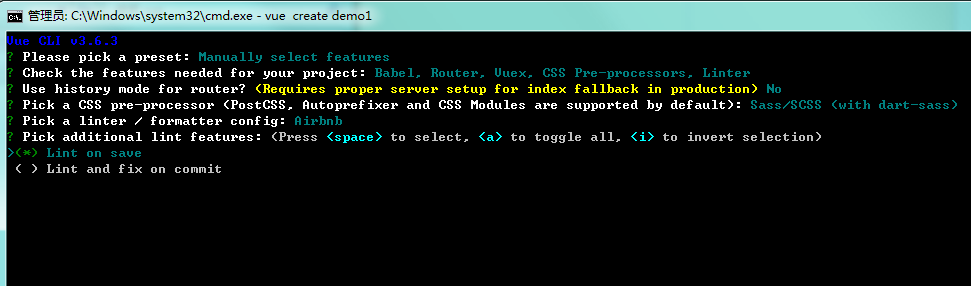 管理员: C:\Windows\system32\cmd.exe - vue  create demo1
Vue CLI v3.6.3
? Please pick a preset: Manually select features
? Check the features needed for your project: Babel, Router, Vuex, CSS Pre-processors, Linter
? Use history mode for router? (Requires proper server setup for index fallback in production) No
? Pick a CSS pre-processor (PostCSS, Autoprefixer and CSS Modules are supported by default): Sass/SCSS (with dart-sass)
? Pick a linter / formatter config: Airbnb
? Pick additional lint features: (Press <space> to select, <a> to toggle all, <i> to invert selection)
>(*) Lint on save
 ( ) Lint and fix on commit